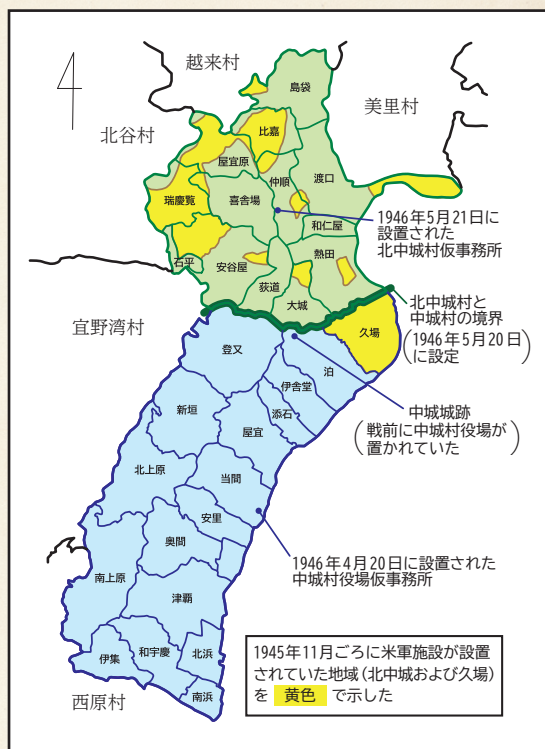 越来村
美里村
北谷村
宜野湾村
西原村
島袋
比嘉
屋宜原
仲順
渡口
瑞慶覧
喜舎場
和仁屋
石平
安谷屋
熱田
荻道
大城
久場
登又
泊
伊舎堂
新垣
添石
屋宜
北上原
当間
安里
奥間
南上原
津覇
伊集
和宇慶
北浜
南浜
1946年5月21日に
設置された
北中城村仮事務所
北中城村と
中城村の境界
(1946年5月20日
に設定)
中城城跡
(戦前に中城村役場が
置かれていた)
1946年4月20日に設置された
中城村役場仮事務所
1945年11月ごろに米軍施設が設置
されていた地域(北中城および久場)
を 黄色 で示した